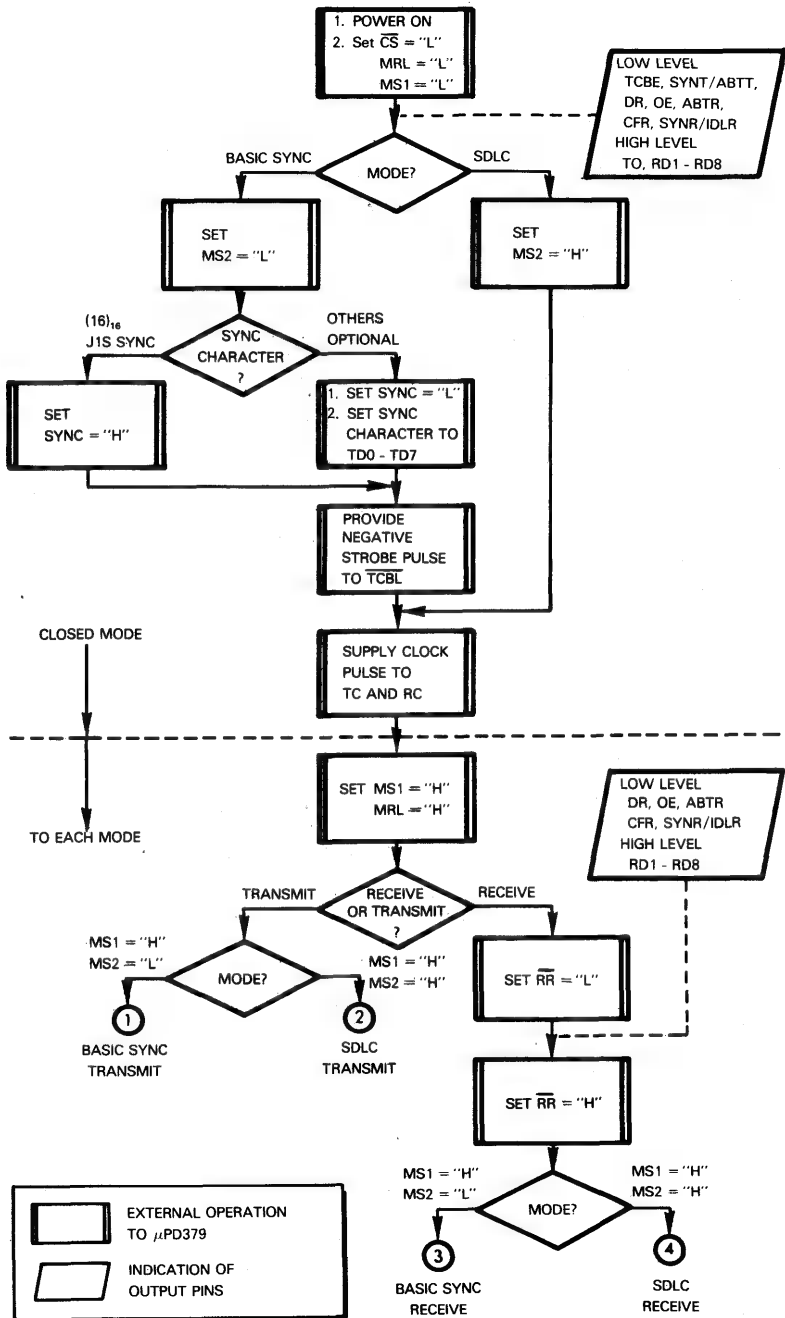 1. POWER ON
2. Set C̅S̅ = "L"
MRL = "L"
MS1 = "L"
LOW LEVEL
TCBE, SYNT/ABTT,
DR, OE, ABTR,
CFR, SYNR/IDLR
HIGH LEVEL
TO, RD1 - RD8
BASIC SYNC
MODE?
SDLC
SET
MS2 = "L"
SET
MS2 = "H"
(16)₁₆
J1S SYNC
SYNC
CHARACTER
?
OTHERS
OPTIONAL
SET
SYNC = "H"
1. SET SYNC = "L"
2. SET SYNC
CHARACTER TO
TD0 - TD7
PROVIDE
NEGATIVE
STROBE PULSE
TO T̅C̅B̅L̅
CLOSED MODE
SUPPLY CLOCK
PULSE TO
TC AND RC
TO EACH MODE
SET MS1 = "H"
MRL = "H"
LOW LEVEL
DR, OE, ABTR
CFR, SYNR/IDLR
HIGH LEVEL
RD1 - RD8
TRANSMIT
RECEIVE
OR TRANSMIT
?
RECEIVE
MS1 = "H"
MS2 = "L"
MODE?
MS1 = "H"
MS2 = "H"
SET R̅R̅ = "L"
1
BASIC SYNC
TRANSMIT
2
SDLC
TRANSMIT
SET R̅R̅ = "H"
MS1 = "H"
MS2 = "L"
MODE?
MS1 = "H"
MS2 = "H"
3
BASIC SYNC
RECEIVE
4
SDLC
RECEIVE
EXTERNAL OPERATION
TO μPD379
INDICATION OF
OUTPUT PINS